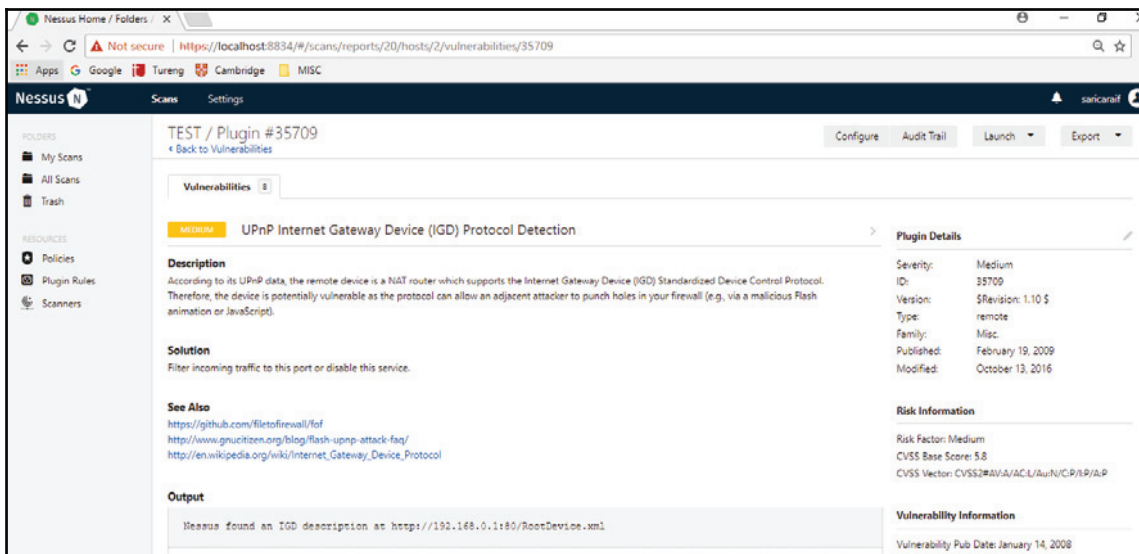 Nessus Home / Folders /
Not secure | https://localhost:8834/#/scans/reports/20/hosts/2/vulnerabilities/35709
Apps Google Tureng Cambridge MISC
Nessus N Scans Settings saricaraif
FOLDERS
My Scans
All Scans
Trash
RESOURCES
Policies
Plugin Rules
Scanners
TEST / Plugin #35709
Back to Vulnerabilities
Configure Audit Trail Launch Export
Vulnerabilities 8
MEDIUM UPnP Internet Gateway Device (IGD) Protocol Detection
Description
According to its UPnP data, the remote device is a NAT router which supports the Internet Gateway Device (IGD) Standardized Device Control Protocol.
Therefore, the device is potentially vulnerable as the protocol can allow an adjacent attacker to punch holes in your firewall (e.g., via a malicious Flash
animation or JavaScript).
Solution
Filter incoming traffic to this port or disable this service.
See Also
https://github.com/filetofirewall/fof
http://www.gnucitizen.org/blog/flash-upnp-attack-faq/
http://en.wikipedia.org/wiki/Internet_Gateway_Device_Protocol
Output
Nessus found an IGD description at http://192.168.0.1:80/RootDevice.xml
Plugin Details
Severity: Medium
ID: 35709
Version: $Revision: 1.10 $
Type: remote
Family: Misc.
Published: February 19, 2009
Modified: October 13, 2016
Risk Information
Risk Factor: Medium
CVSS Base Score: 5.8
CVSS Vector: CVSS2#AV:A/AC:L/Au:N/C:P/I:P/A:P
Vulnerability Information
Vulnerability Pub Date: January 14, 2008